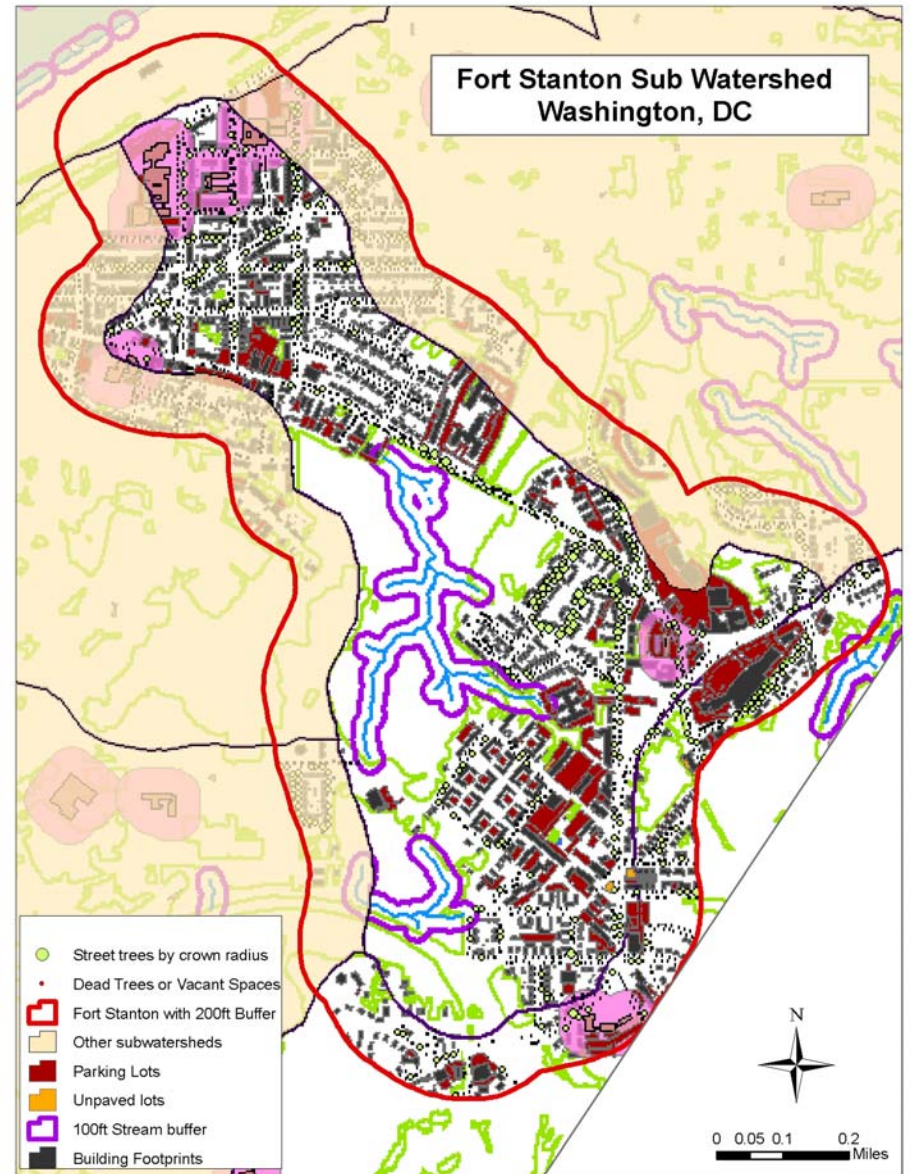 Fort Stanton Sub Watershed
Washington, DC
Street trees by crown radius
Dead Trees or Vacant Spaces
Fort Stanton with 200ft Buffer
Other subwatersheds
Parking Lots
Unpaved lots
100ft Stream buffer
Building Footprints
N
0 0.05 0.1 0.2
Miles